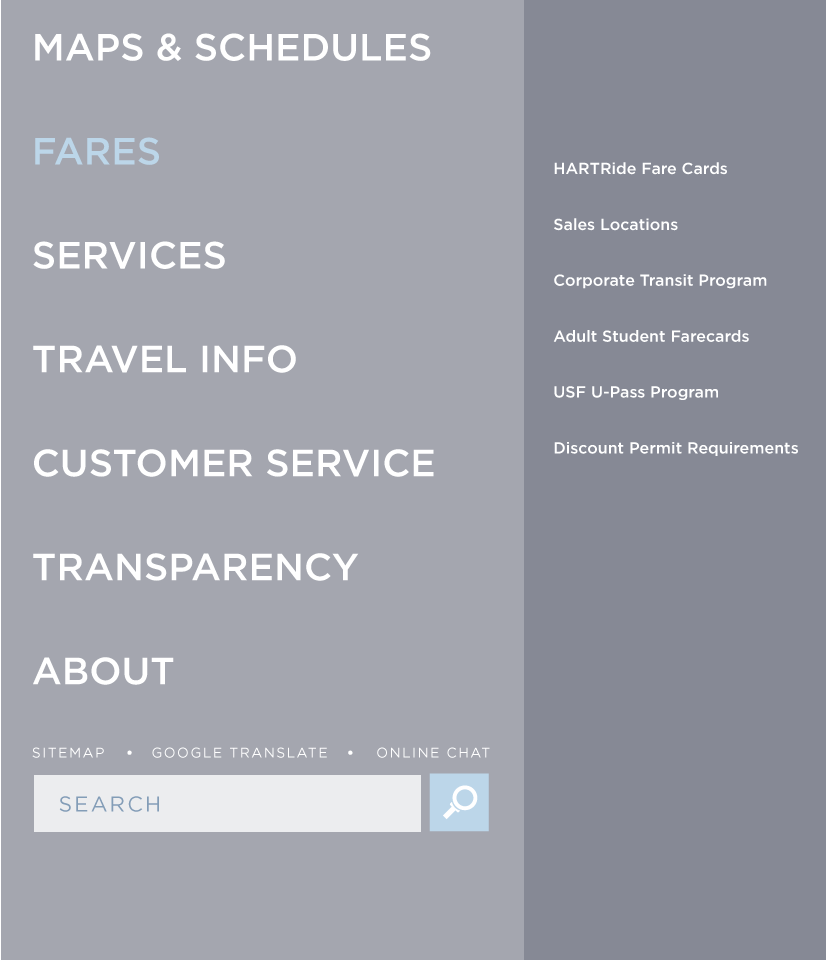 MAPS & SCHEDULES
FARES
SERVICES
TRAVEL INFO
CUSTOMER SERVICE
TRANSPARENCY
ABOUT
SITEMAP • GOOGLE TRANSLATE • ONLINE CHAT
SEARCH
HARTRide Fare Cards
Sales Locations
Corporate Transit Program
Adult Student Farecards
USF U-Pass Program
Discount Permit Requirements